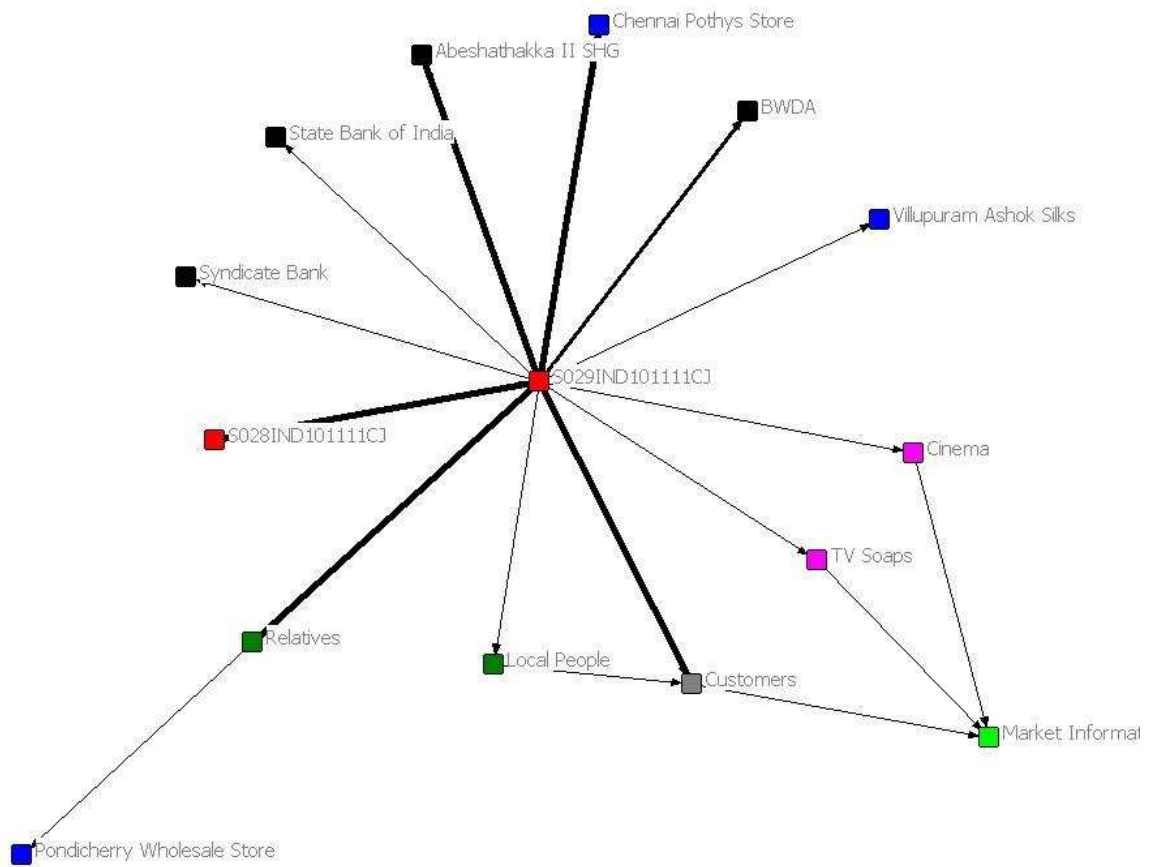 Chennai Pothys Store
Abeshathakka II SHG
BWDA
State Bank of India
Villupuram Ashok Silks
Syndicate Bank
S029IND101111CJ
S028IND101111CJ
Cinema
TV Soaps
Relatives
Local People
Customers
Market Informat
Pondicherry Wholesale Store